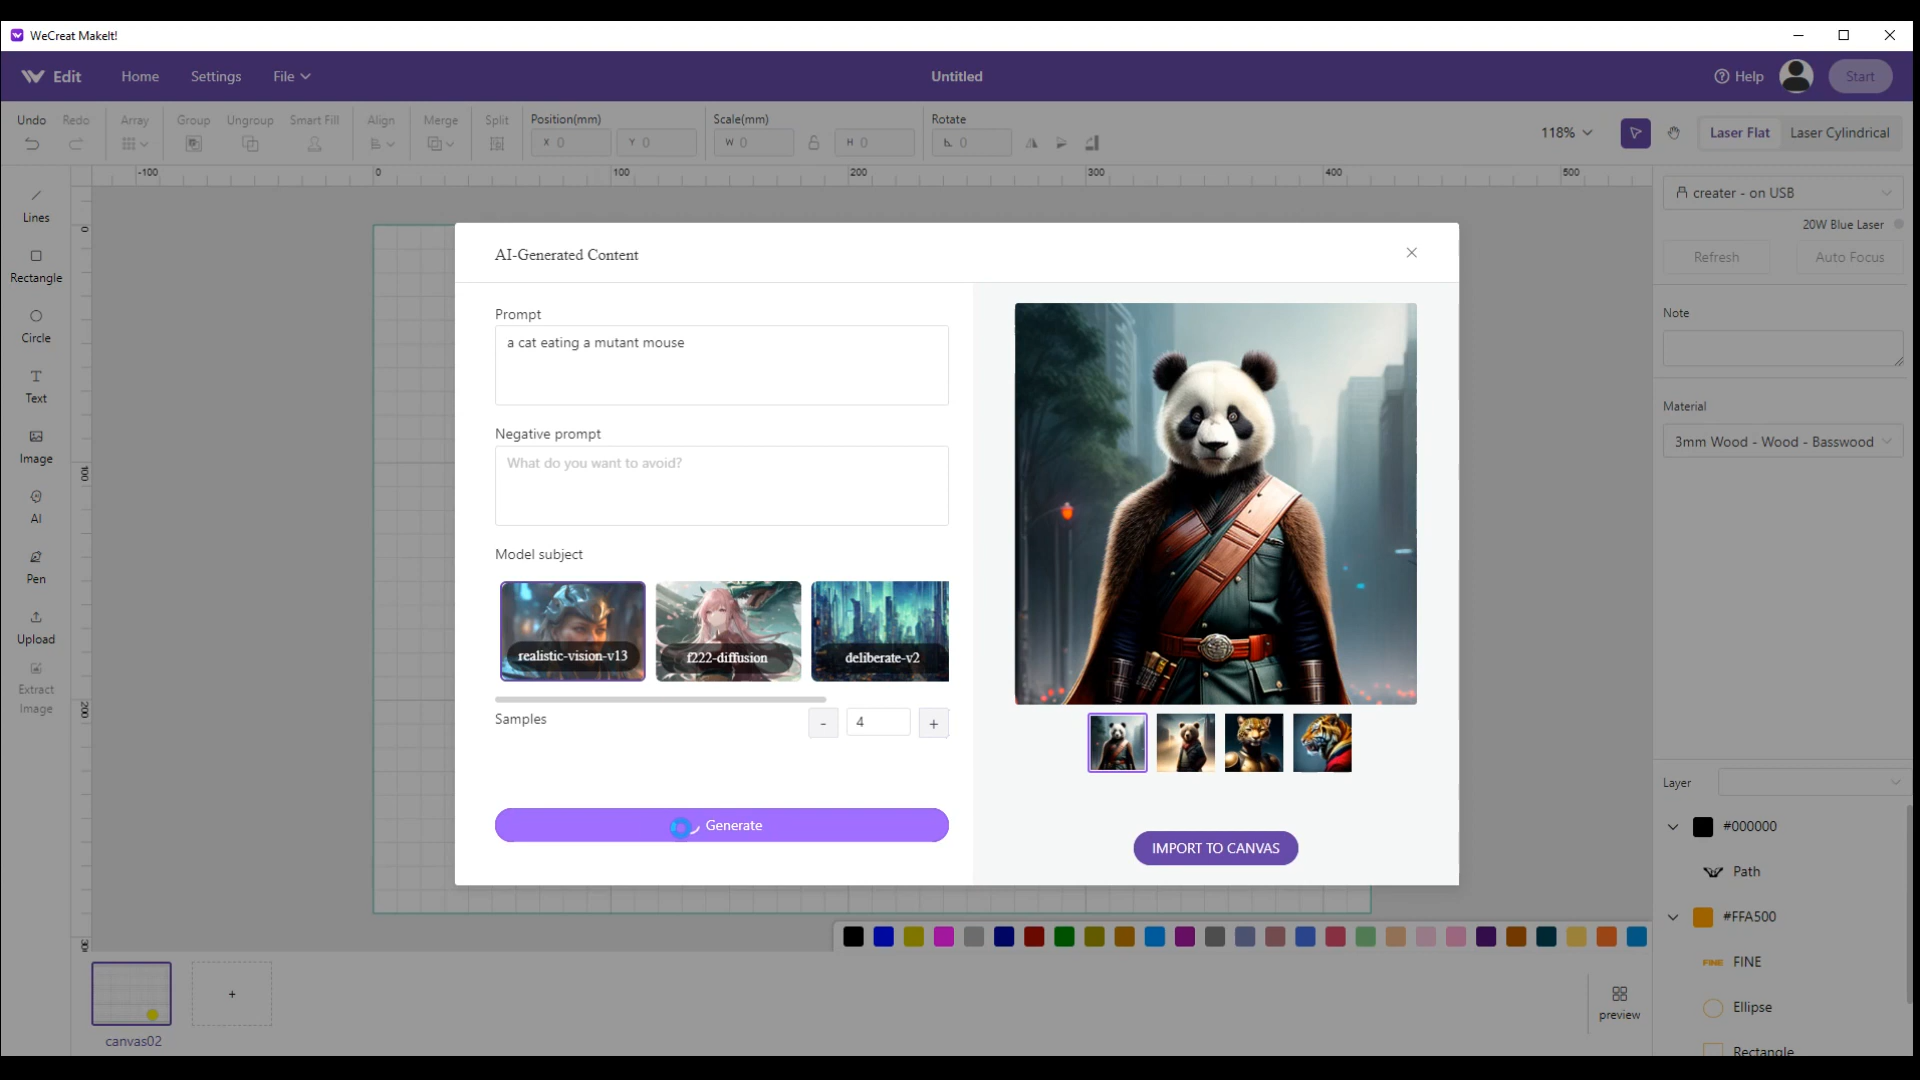 WeCreat MakeIt!
Edit
Home
Settings
File
Untitled
Help
Start
Undo
Redo
Array
Group
Ungroup
Smart Fill
Align
Merge
Split
Position(mm)
X 0
Y 0
Scale(mm)
W 0
H 0
Rotate
0
118%
Laser Flat
Laser Cylindrical
-100
0
100
200
300
400
500
0
100
200
Lines
Rectangle
Circle
Text
Image
AI
Pen
Upload
Extract
Image
AI-Generated Content
Prompt
a cat eating a mutant mouse
Negative prompt
What do you want to avoid?
Model subject
realistic-vision-v13
f222-diffusion
deliberate-v2
Samples
-
4
+
Generate
IMPORT TO CANVAS
creater - on USB
20W Blue Laser
Refresh
Auto Focus
Note
Material
3mm Wood - Wood - Basswood
Layer
#000000
Path
#FFA500
FINE
FINE
Ellipse
Rectangle
+
canvas02
preview